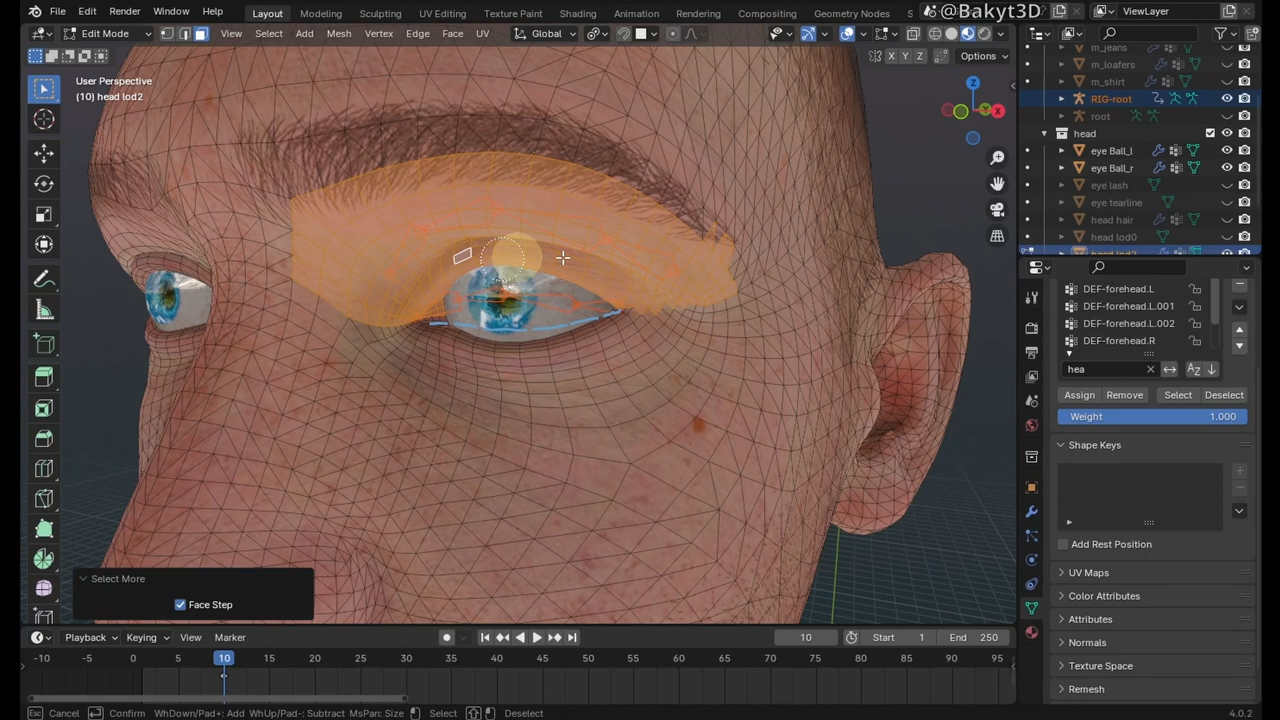 File Edit Render Window Help Layout Modeling Sculpting UV Editing Texture Paint Shading Animation Rendering Compositing Geometry Nodes S @Bakyt3D ViewLayer
Edit Mode View Select Add Mesh Vertex Edge Face UV Global
X Y Z Options
User Perspective
(10) head lod2
Z
Y X
m_jeans
m_loafers
m_shirt
RIG-root
root
head
eye Ball_l
eye Ball_r
eye lash
eye tearline
head hair
head lod0
head lod2
DEF-forehead.L
DEF-forehead.L.001
DEF-forehead.L.002
DEF-forehead.R
hea
Assign Remove Select Deselect
Weight 1.000
Shape Keys
Add Rest Position
UV Maps
Color Attributes
Attributes
Normals
Texture Space
Remesh
Select More
Face Step
Playback Keying View Marker 10 Start 1 End 250
-10 -5 0 5 10 15 20 25 30 35 40 45 50 55 60 65 70 75 80 85 90 95
Esc Cancel Confirm WhDown/Pad+: Add WhUp/Pad-: Subtract MsPan: Size Select Deselect 4.0.2